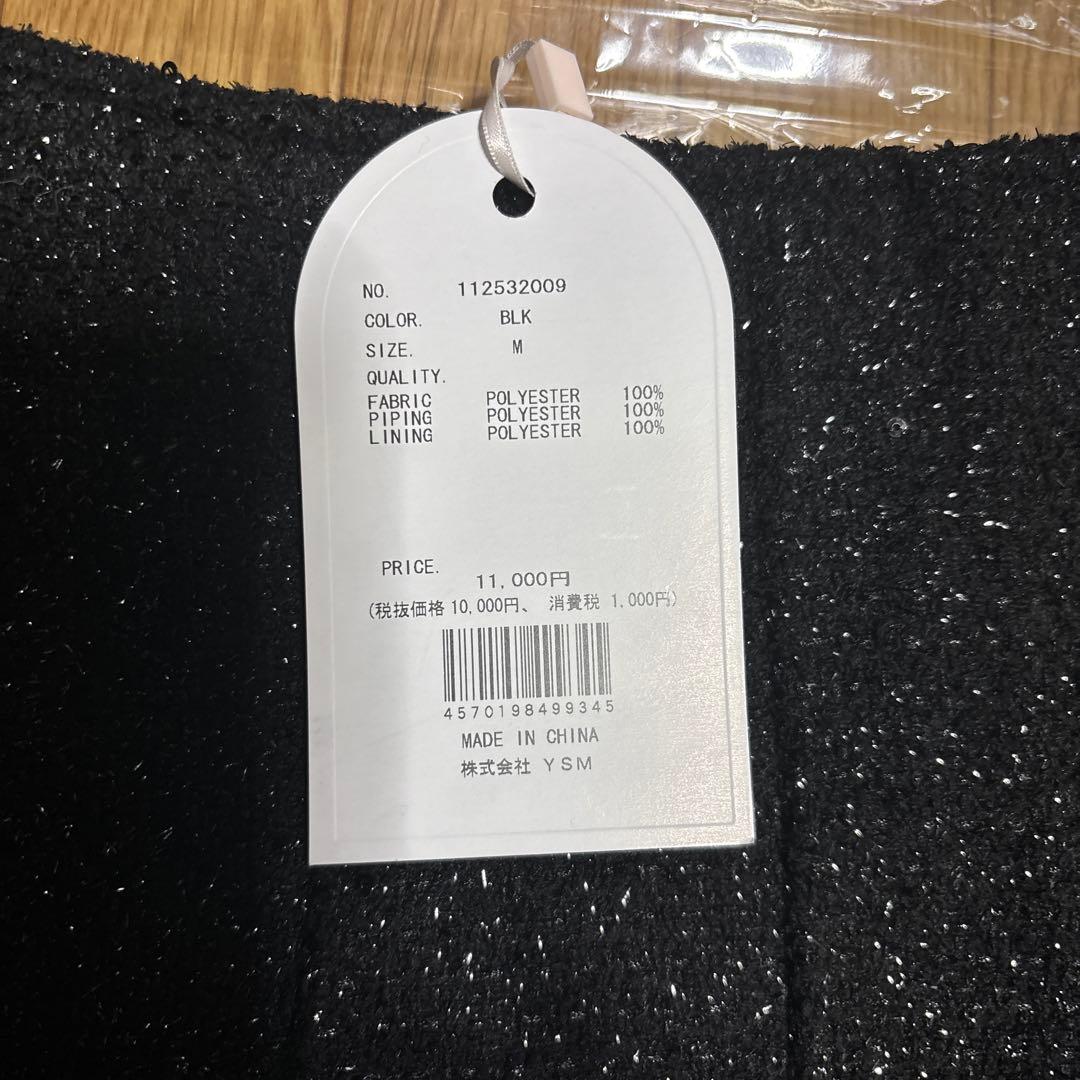 NO. 112532009
COLOR. BLK
SIZE. M
QUALITY.
FABRIC POLYESTER 100%
PIPING POLYESTER 100%
LINING POLYESTER 100%
PRICE. 11,000円
(税抜価格 10,000円、 消費税 1,000円)
4570198499345
MADE IN CHINA
株式会社 YSM